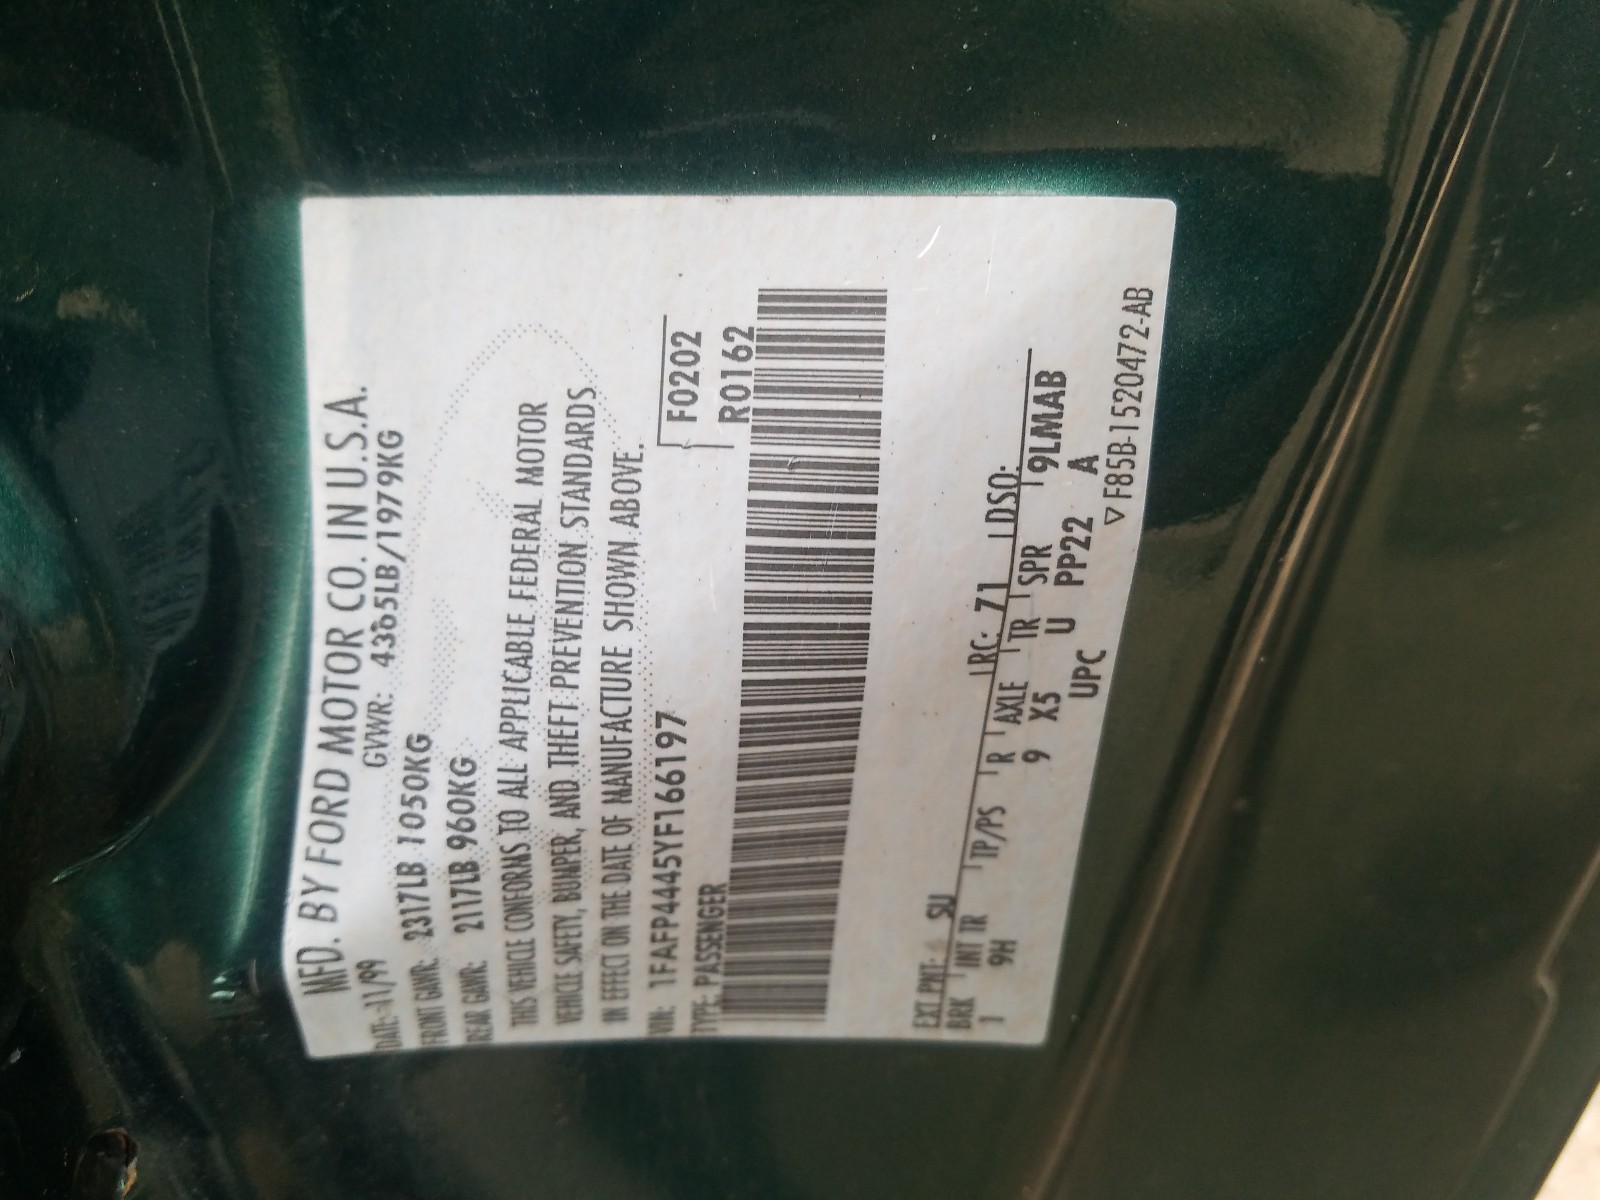 MFD. BY FORD MOTOR CO. IN U.S.A.
DATE: 11/99 GVWR: 4365LB/1979KG
FRONT GAWR: 2317LB 1050KG
REAR GAWR: 2117LB 960KG
THIS VEHICLE CONFORMS TO ALL APPLICABLE FEDERAL MOTOR
VEHICLE SAFETY, BUMPER, AND THEFT PREVENTION STANDARDS
IN EFFECT ON THE DATE OF MANUFACTURE SHOWN ABOVE.
VIN: 1FAFP4445YF166197 F0202
TYPE: PASSENGER R0162
EXT PNT: SU RC: 71 DSO:
BRK INT TR TP/PS R AXLE TR SPR 9LMAB
1 9H 9 X5 U PP22 A
UPC
▽ F85B-1520472-AB